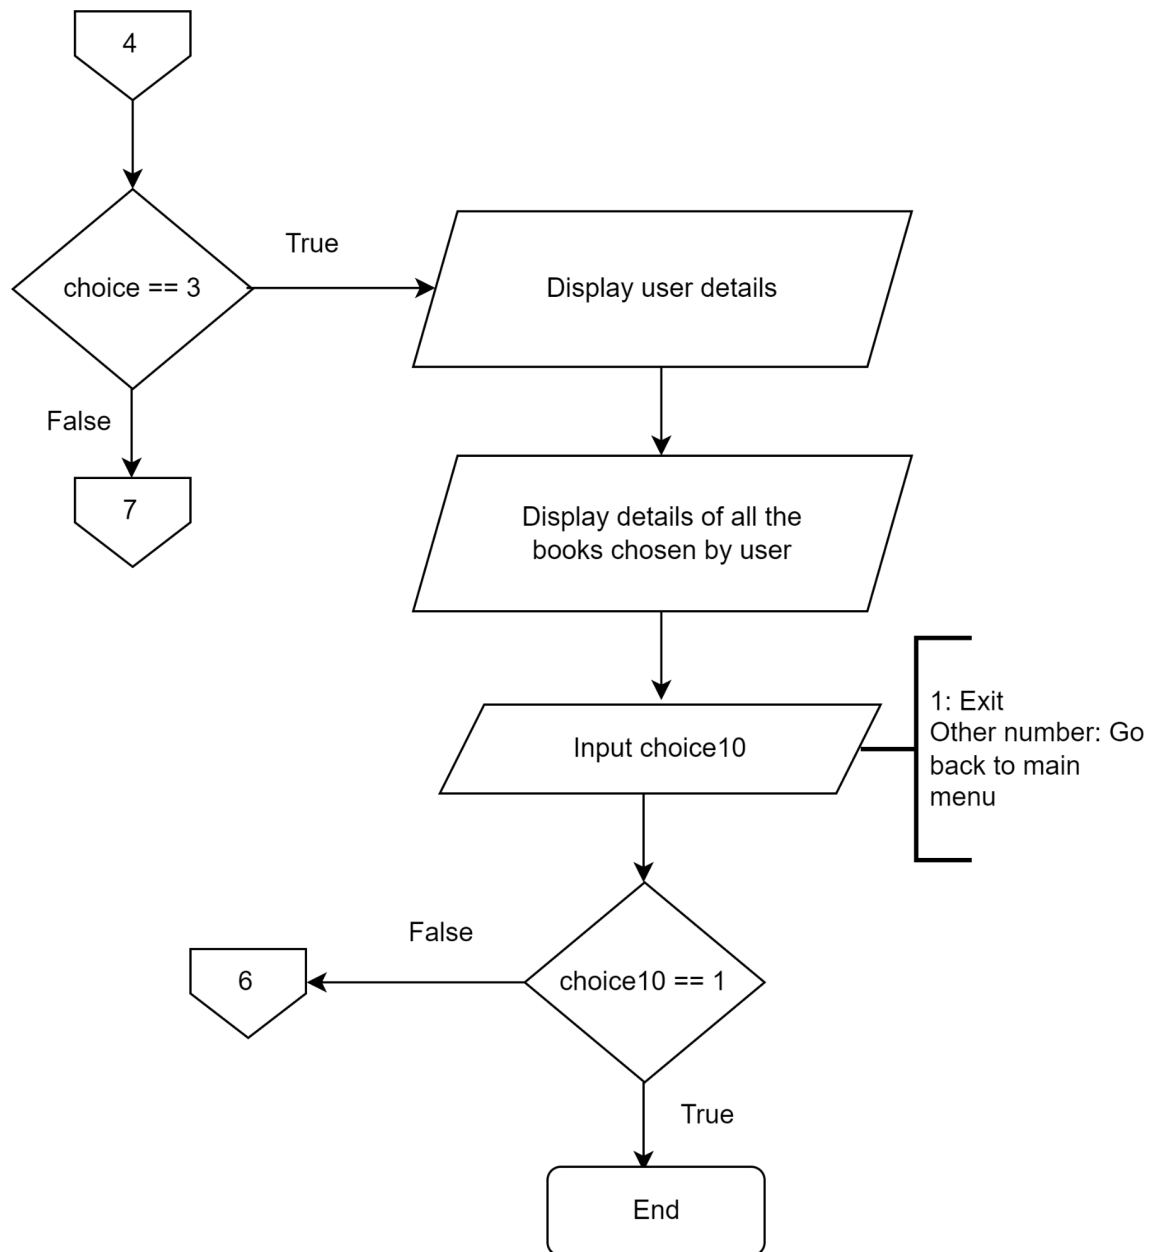 4
True
choice == 3
Display user details
False
7
Display details of all the
books chosen by user
1: Exit
Other number: Go
back to main
menu
Input choice10
False
6
choice10 == 1
True
End